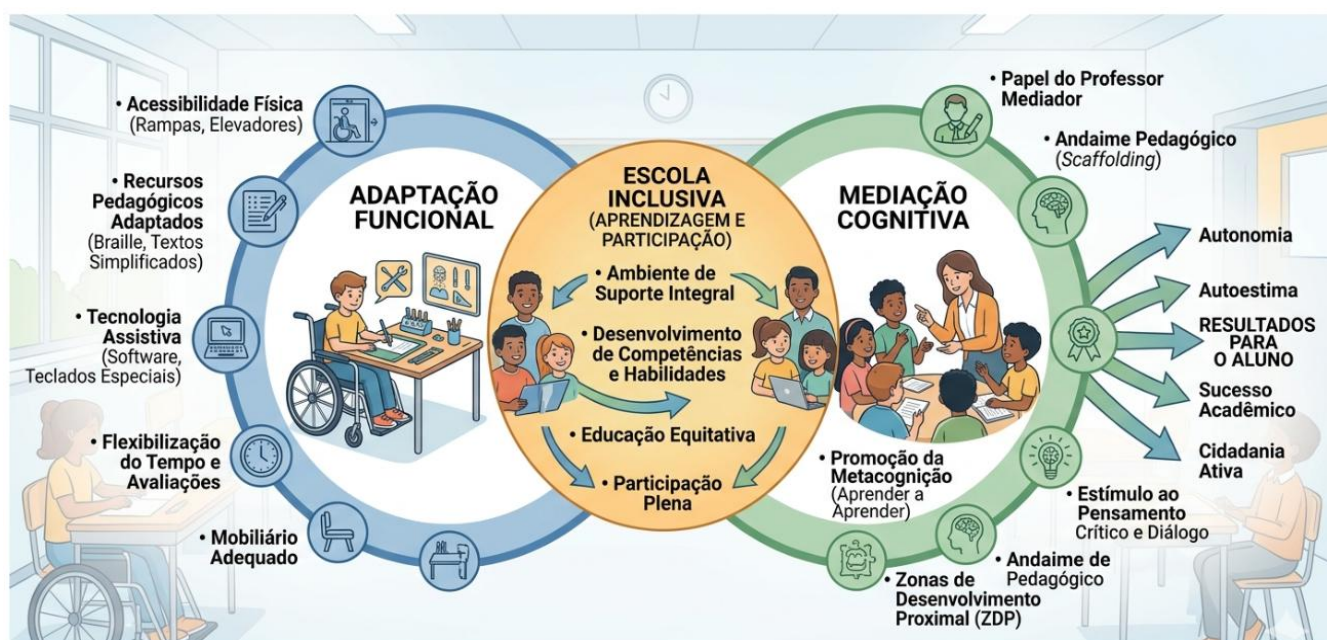 • Acessibilidade Física
(Rampas, Elevadores)
• Recursos
Pedagógicos
Adaptados
(Braille, Textos
Simplificados)
• Tecnologia
Assistiva
(Software,
Teclados Especiais)
• Flexibilização
do Tempo e
Avaliações
• Mobiliário
Adequado
ADAPTAÇÃO
FUNCIONAL
ESCOLA
INCLUSIVA
(APRENDIZAGEM E
PARTICIPAÇÃO)
• Ambiente de
Suporte Integral
• Desenvolvimento
de Competências
e Habilidades
• Educação Equitativa
• Participação
Plena
MEDIAÇÃO
COGNITIVA
• Papel do Professor
Mediador
• Andaime Pedagógico
(Scaffolding)
• Promoção da
Metacognição
(Aprender a
Aprender)
• Estímulo ao
Pensamento
Crítico e Diálogo
• Andaime de
Pedagógico
• Zonas de
Desenvolvimento
Proximal (ZDP)
Autonomia
Autoestima
RESULTADOS
PARA
O ALUNO
Sucesso
Acadêmico
Cidadania
Ativa